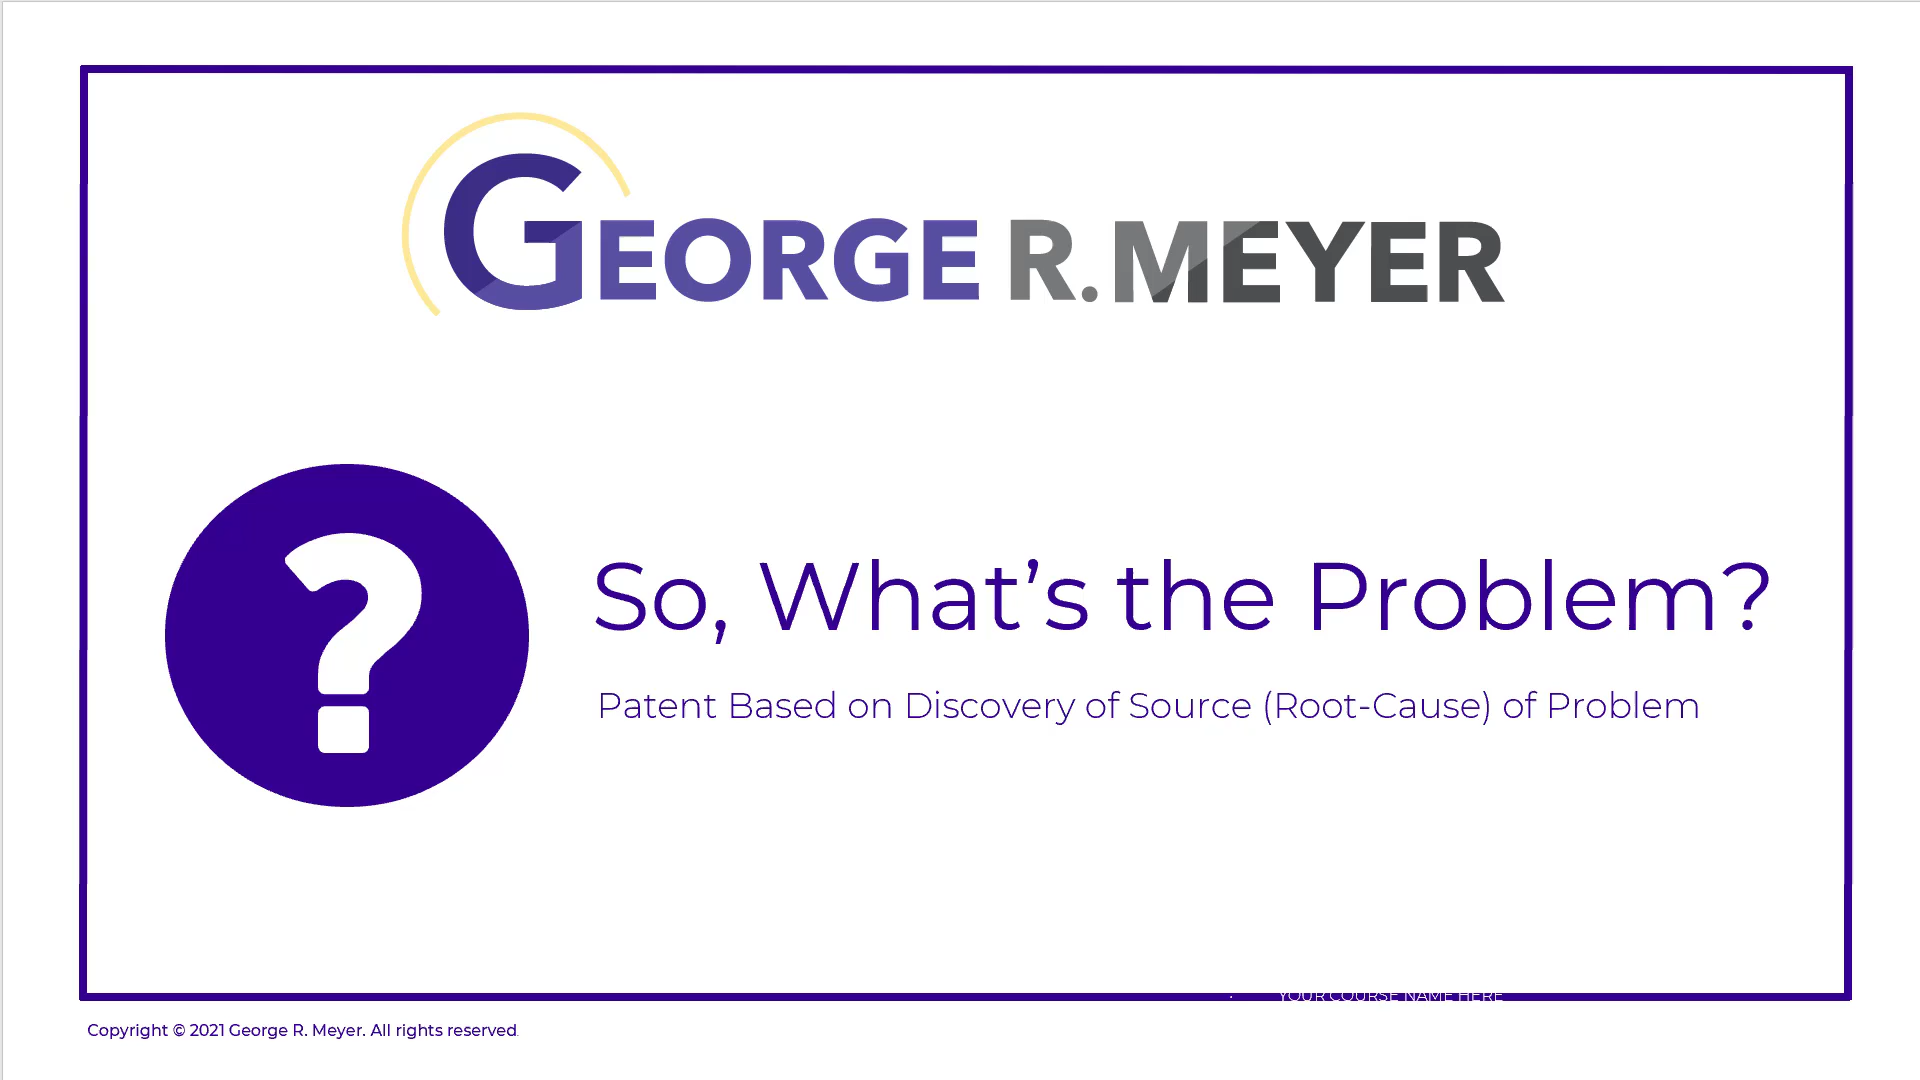 GEORGE R. MEYER
?
So, What’s the Problem?
Patent Based on Discovery of Source (Root-Cause) of Problem
· YOUR COURSE NAME HERE
Copyright © 2021 George R. Meyer. All rights reserved.